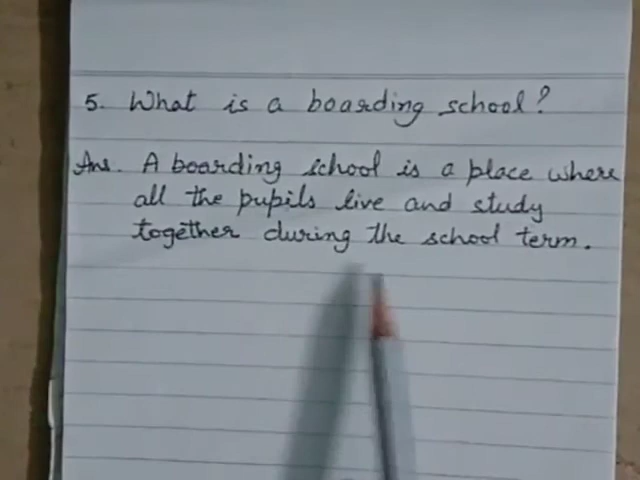 5. What is a boarding school?
Ans. A boarding school is a place where
all the pupils live and study
together during the school term.